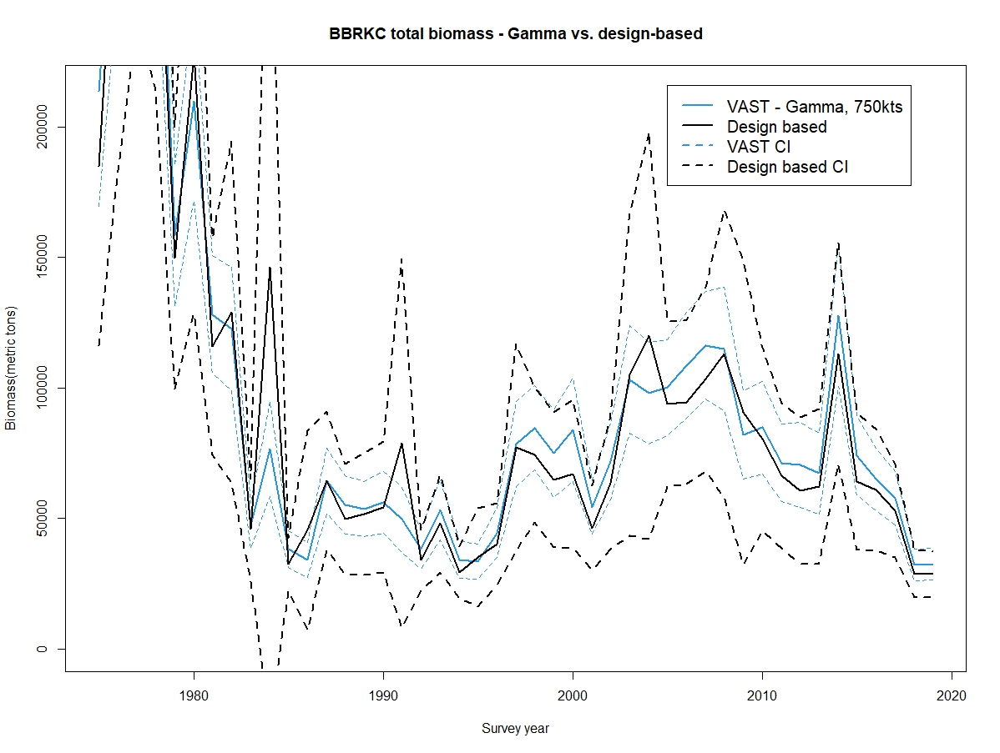 BBRKC total biomass - Gamma vs. design-based
VAST - Gamma, 750kts
Design based
VAST CI
Design based CI
Biomass(metric tons)
200000
150000
100000
50000
0
1980 1990 2000 2010 2020
Survey year